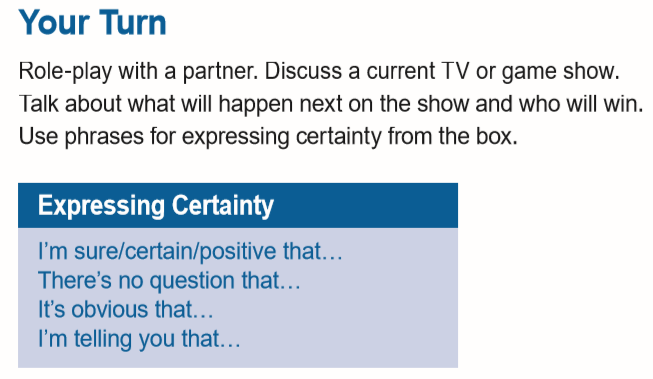 Your Turn
Role-play with a partner. Discuss a current TV or game show.
Talk about what will happen next on the show and who will win.
Use phrases for expressing certainty from the box.
Expressing Certainty
I'm sure/certain/positive that…
There's no question that…
It's obvious that…
I'm telling you that…